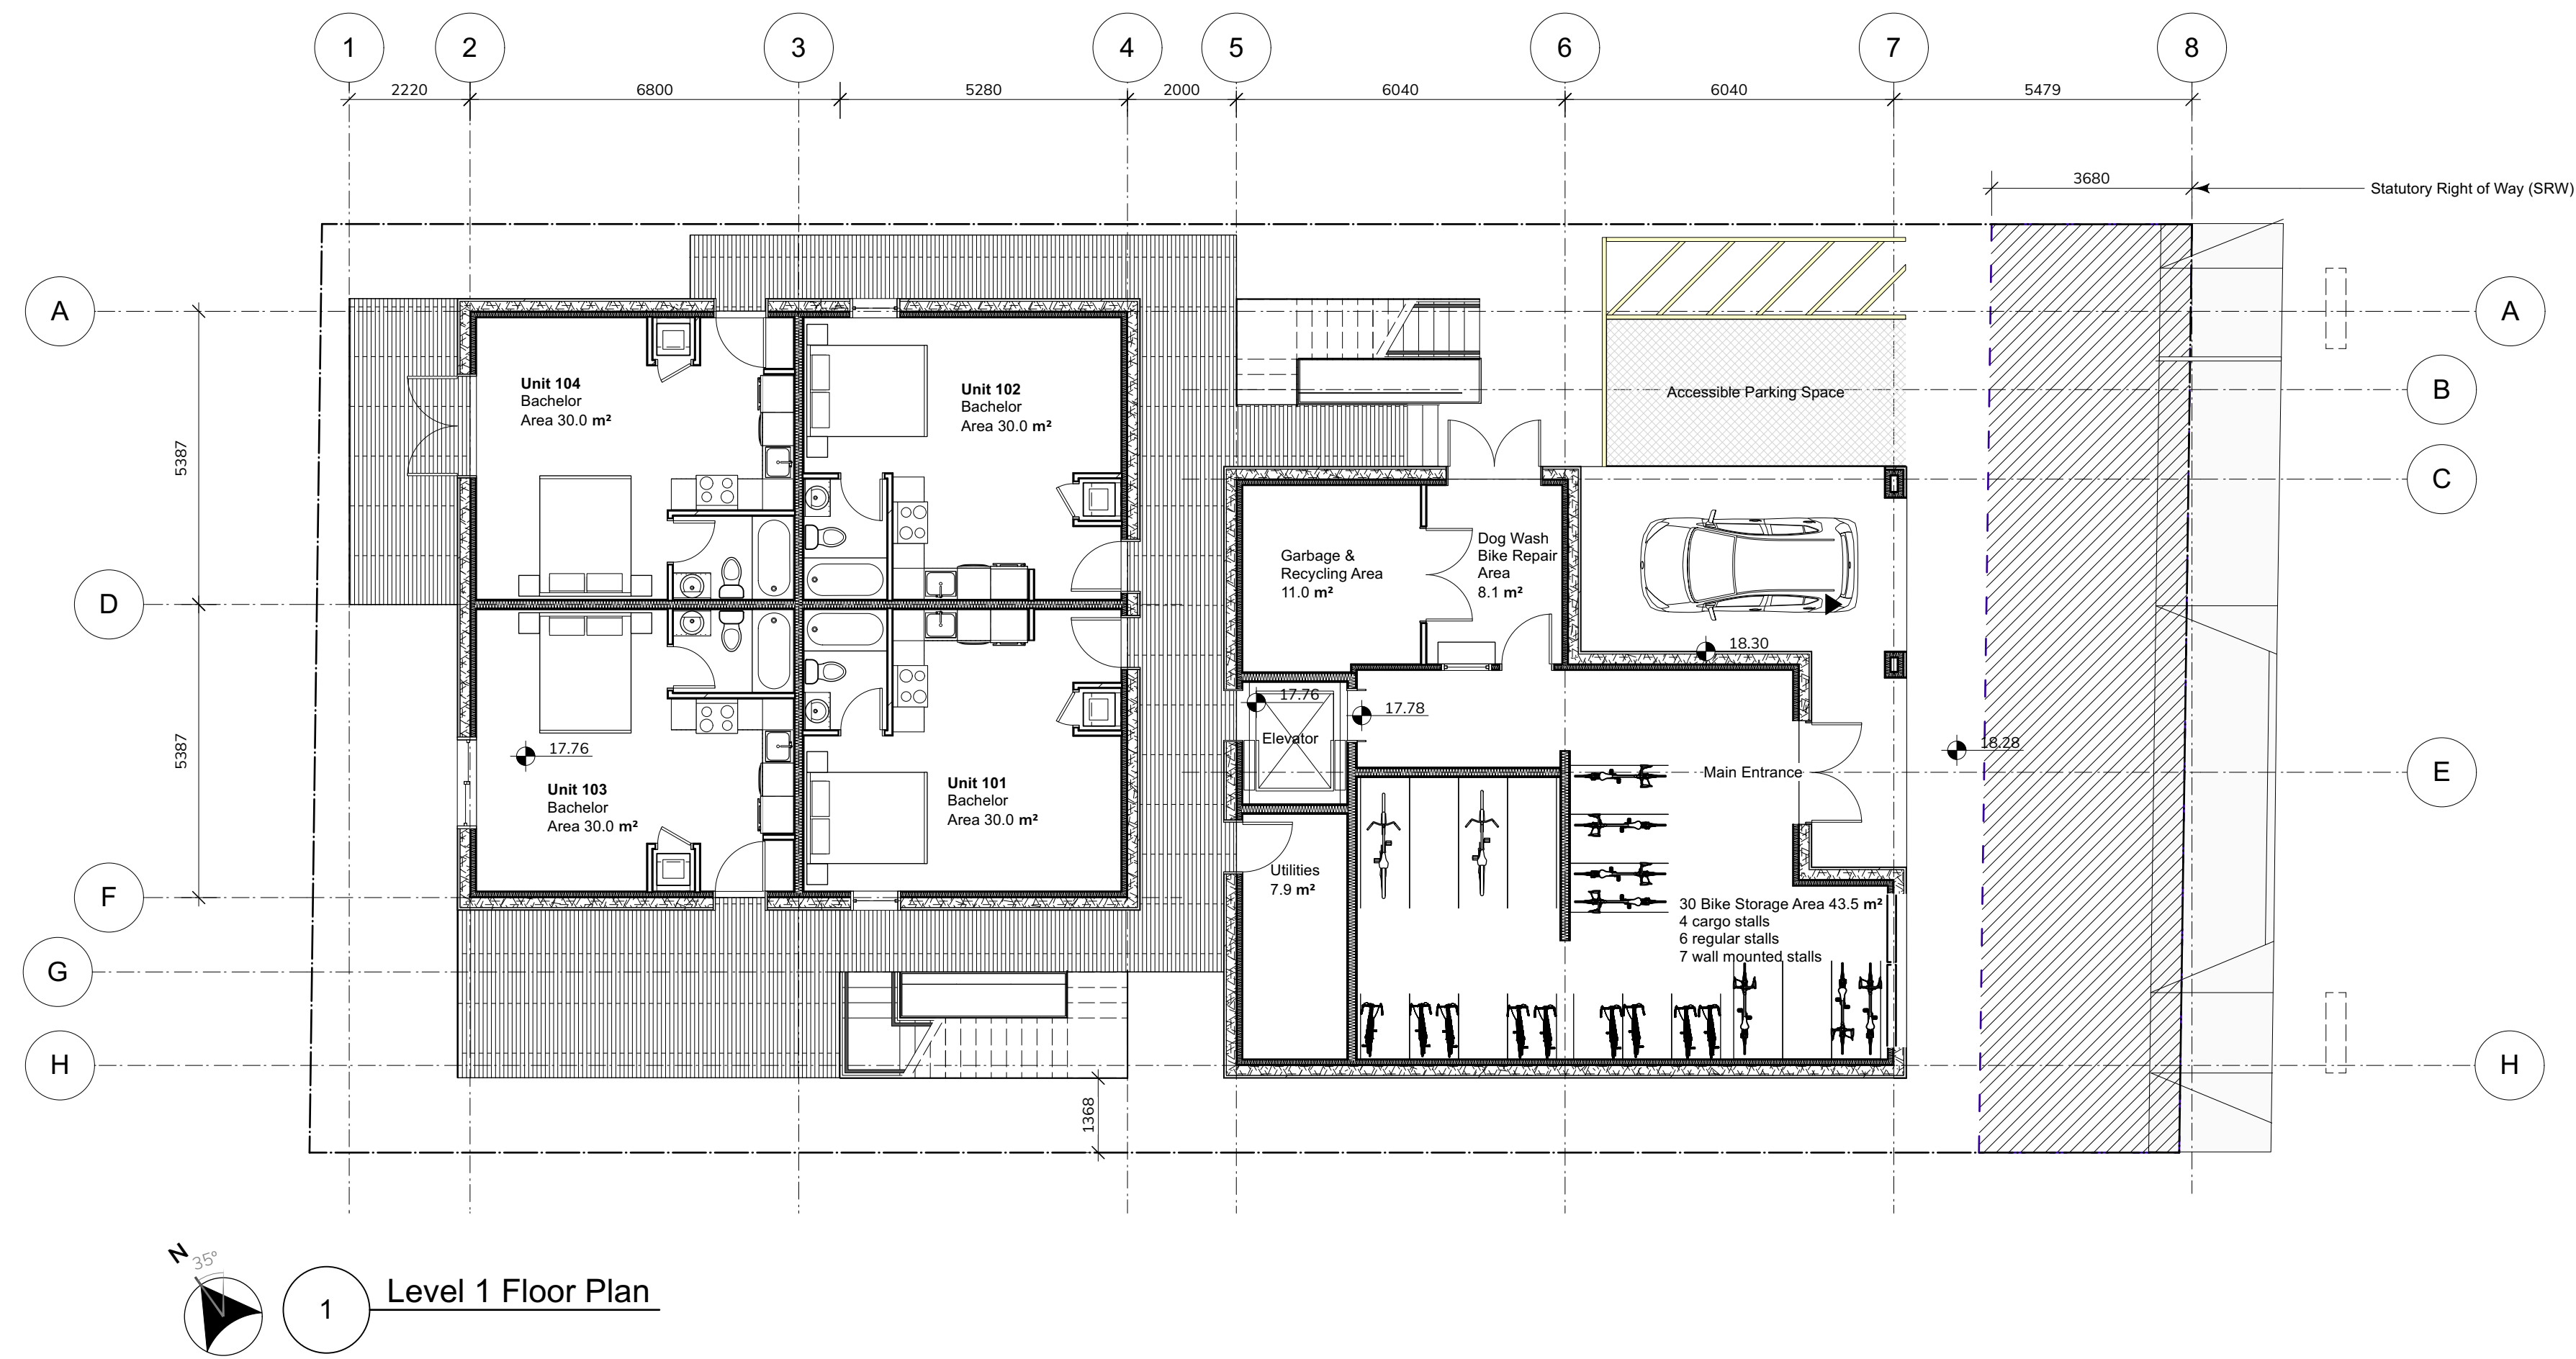 1 2 3 4 5 6 7 8
2220 6800 5280 2000 6040 6040 5479
3680
Statutory Right of Way (SRW)
A A
B
C
D
E
F
G
H H
5387
5387
Unit 104
Bachelor
Area 30.0 m²
Unit 102
Bachelor
Area 30.0 m²
Accessible Parking Space
Garbage &
Recycling Area
11.0 m²
Dog Wash
Bike Repair
Area
8.1 m²
18.30
17.76
17.78
Elevator
18.28
Main Entrance
17.76
Unit 103
Bachelor
Area 30.0 m²
Unit 101
Bachelor
Area 30.0 m²
Utilities
7.9 m²
30 Bike Storage Area 43.5 m²
4 cargo stalls
6 regular stalls
7 wall mounted stalls
1368
N 35°
1 Level 1 Floor Plan